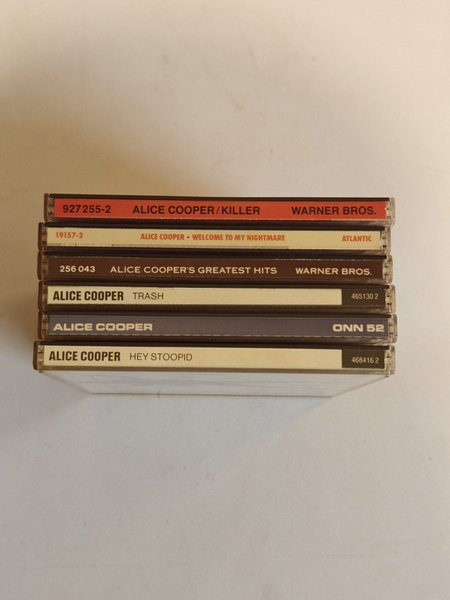 927 255-2 ALICE COOPER/KILLER WARNER BROS.
19157-2 ALICE COOPER • WELCOME TO MY NIGHTMARE ATLANTIC
256 043 ALICE COOPER'S GREATEST HITS WARNER BROS.
ALICE COOPER TRASH 465130 2
ALICE COOPER ONN 52
ALICE COOPER HEY STOOPID 468416 2